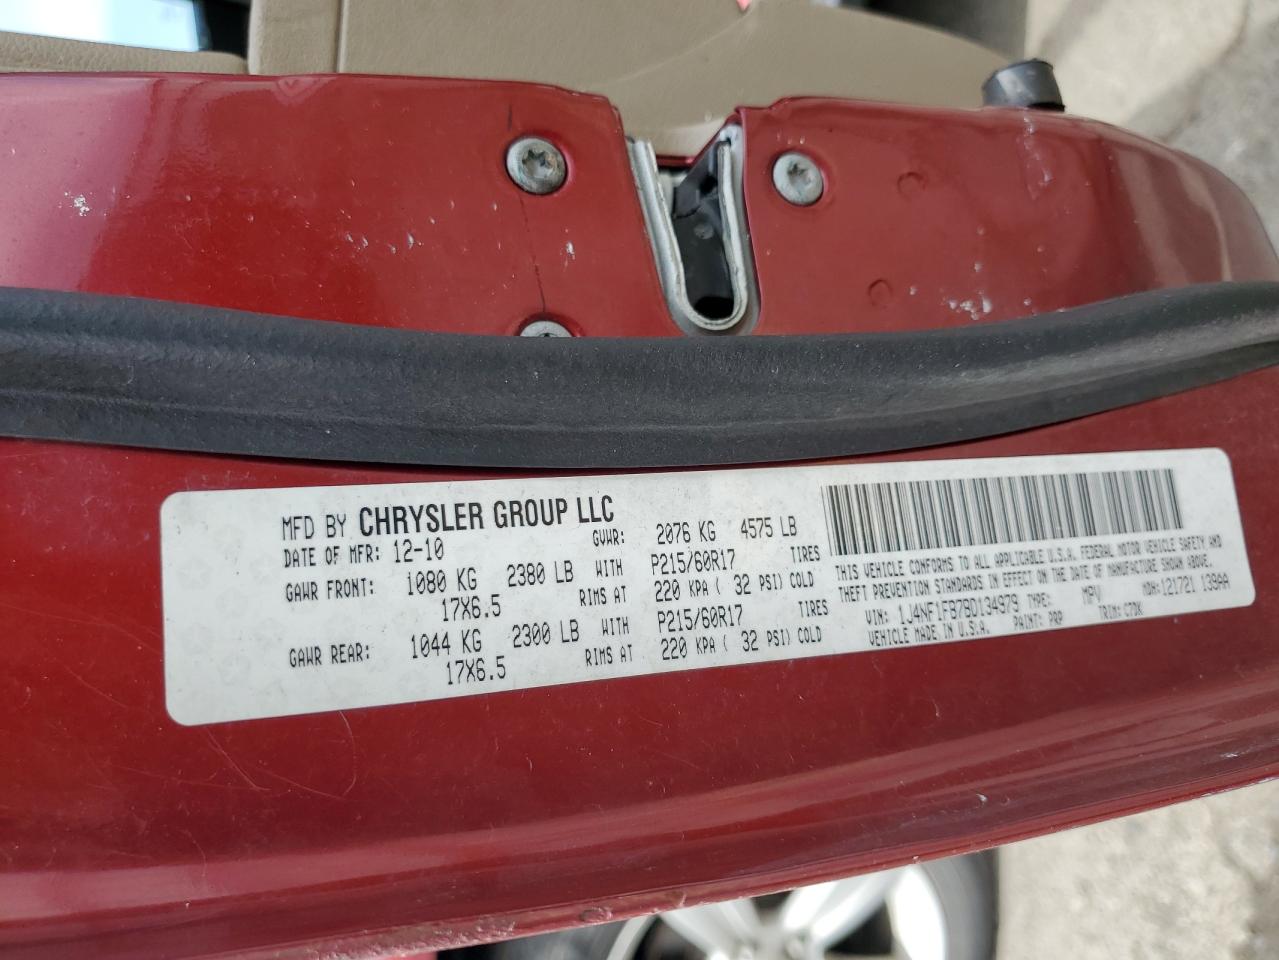 MFD BY CHRYSLER GROUP LLC
DATE OF MFR: 12-10 GVWR: 2076 KG 4575 LB
GAWR FRONT: 1080 KG 2380 LB WITH P215/60R17 TIRES
17X6.5 RIMS AT 220 KPA ( 32 PSI) COLD
GAWR REAR: 1044 KG 2300 LB WITH P215/60R17 TIRES
17X6.5 RIMS AT 220 KPA ( 32 PSI) COLD
THIS VEHICLE CONFORMS TO ALL APPLICABLE U.S.A. FEDERAL MOTOR VEHICLE SAFETY AND
THEFT PREVENTION STANDARDS IN EFFECT ON THE DATE OF MANUFACTURE SHOWN ABOVE.
VIN: 1J4NF1FB7BD134979 TYPE: MPV MDH: 121721 139AA
VEHICLE MADE IN U.S.A. PAINT: PRP TRIM: C7DK